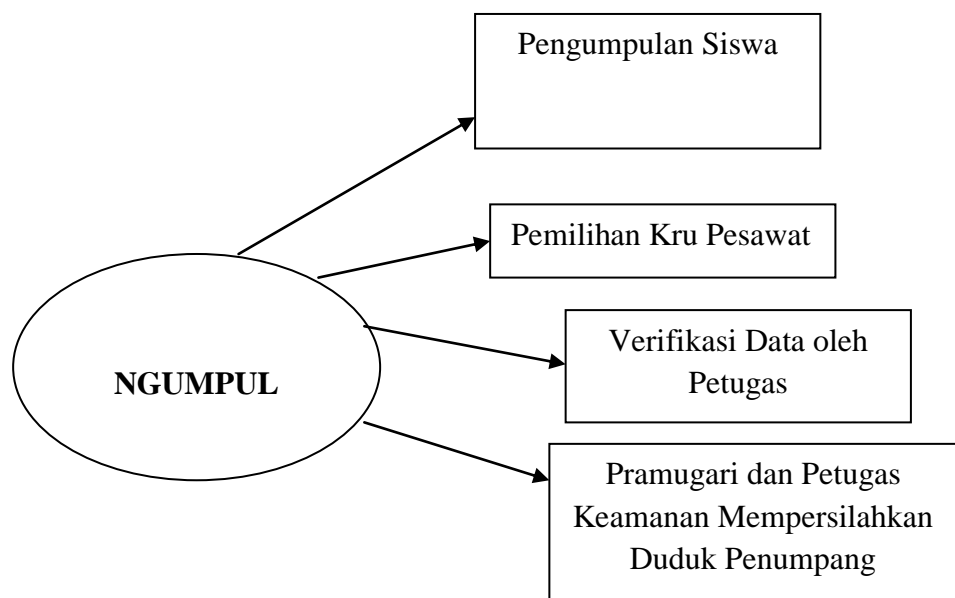 Pengumpulan Siswa
Pemilihan Kru Pesawat
Verifikasi Data oleh
Petugas
NGUMPUL
Pramugari dan Petugas
Keamanan Mempersilahkan
Duduk Penumpang